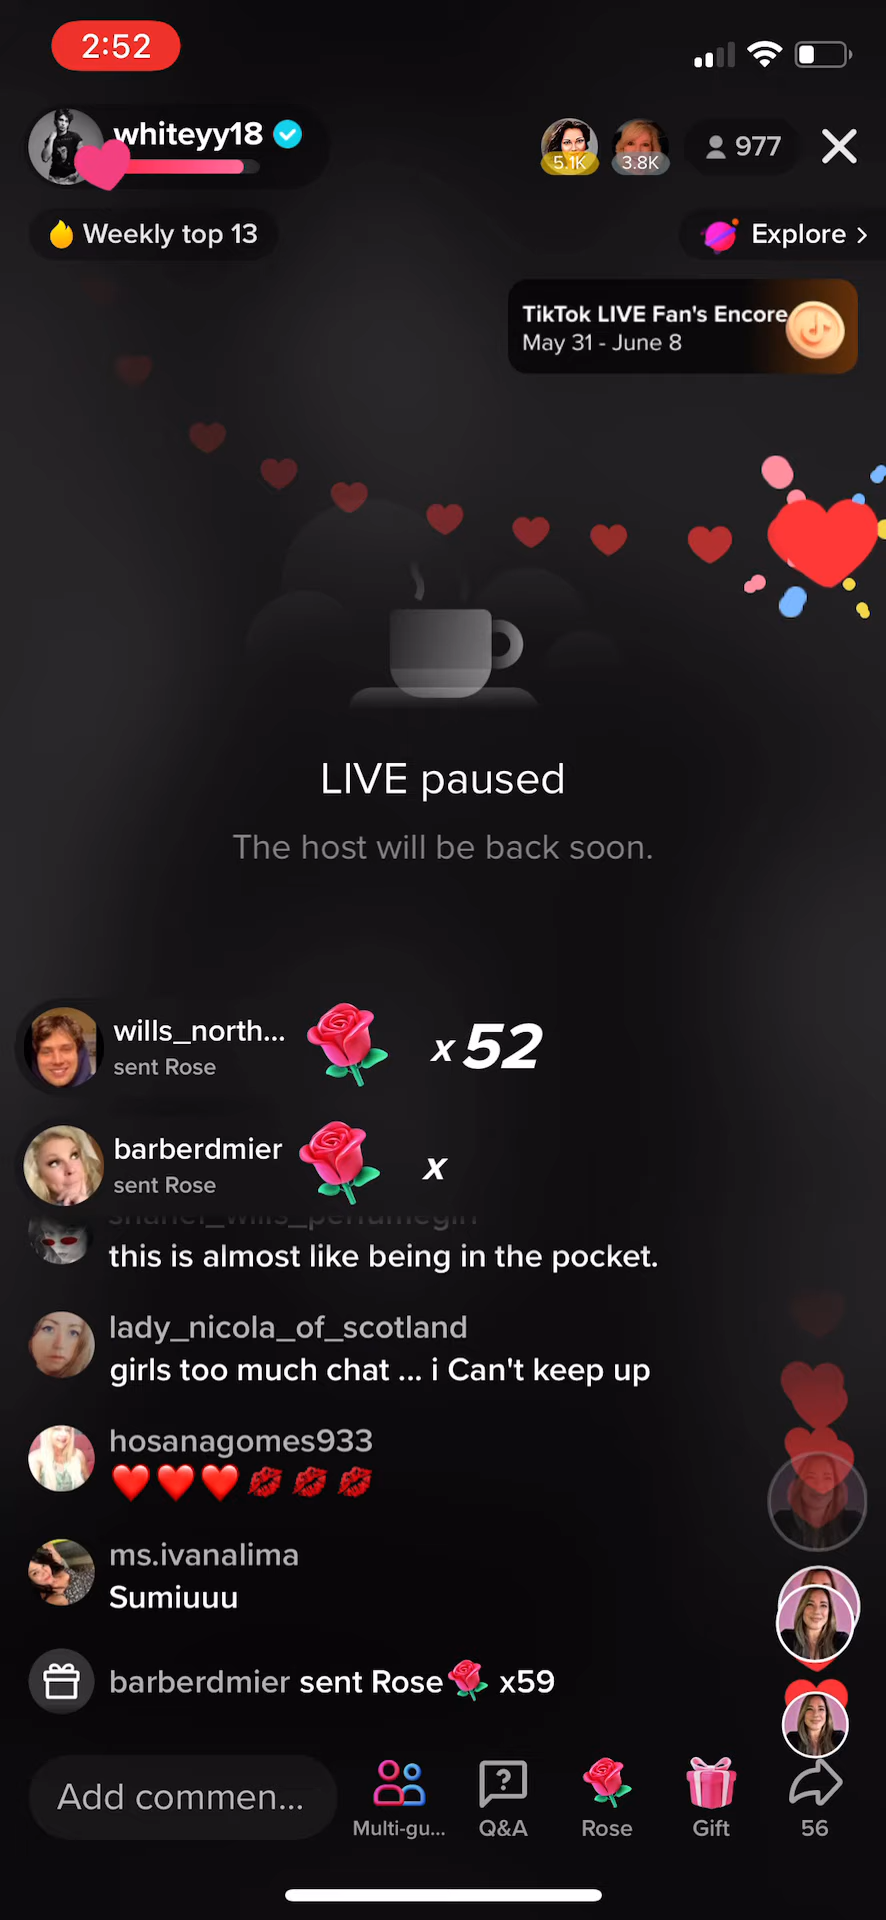 2:52
whiteyy18
5.1K
3.8K
977
Weekly top 13
Explore >
TikTok LIVE Fan's Encore
May 31 - June 8
LIVE paused
The host will be back soon.
wills_north...
sent Rose
x 52
barberdmier
sent Rose
x
shanel_wills_perfumegirl
this is almost like being in the pocket.
lady_nicola_of_scotland
girls too much chat ... i Can't keep up
hosanagomes933
❤️❤️❤️💋💋💋
ms.ivanalima
Sumiuuu
barberdmier sent Rose🌹 x59
Add commen...
Multi-gu...
Q&A
Rose
Gift
56